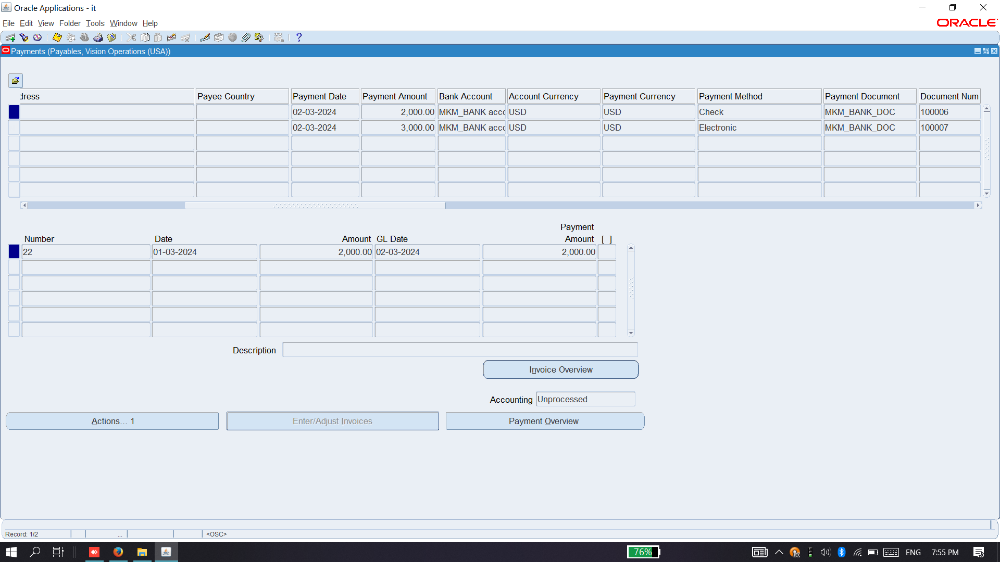 Oracle Applications - it
File Edit View Folder Tools Window Help
ORACLE
Payments (Payables, Vision Operations (USA))
dress Payee Country Payment Date Payment Amount Bank Account Account Currency Payment Currency Payment Method Payment Document Document Num
02-03-2024 2,000.00 MKM_BANK acco USD USD Check MKM_BANK_DOC 100006
02-03-2024 3,000.00 MKM_BANK acco USD USD Electronic MKM_BANK_DOC 100007
Payment
Number Date Amount GL Date Amount [ ]
22 01-03-2024 2,000.00 02-03-2024 2,000.00
Description
Invoice Overview
Accounting Unprocessed
Actions... 1 Enter/Adjust Invoices Payment Overview
Record: 1/2 ... <OSC>
76% ENG 7:55 PM